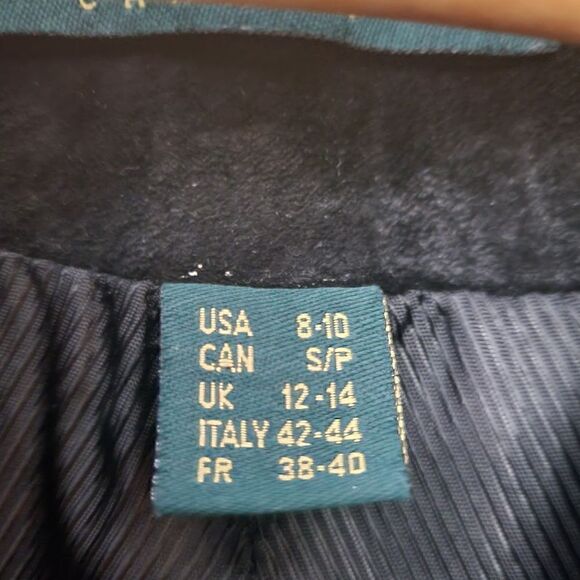 USA 8-10
CAN S/P
UK 12-14
ITALY 42-44
FR 38-40